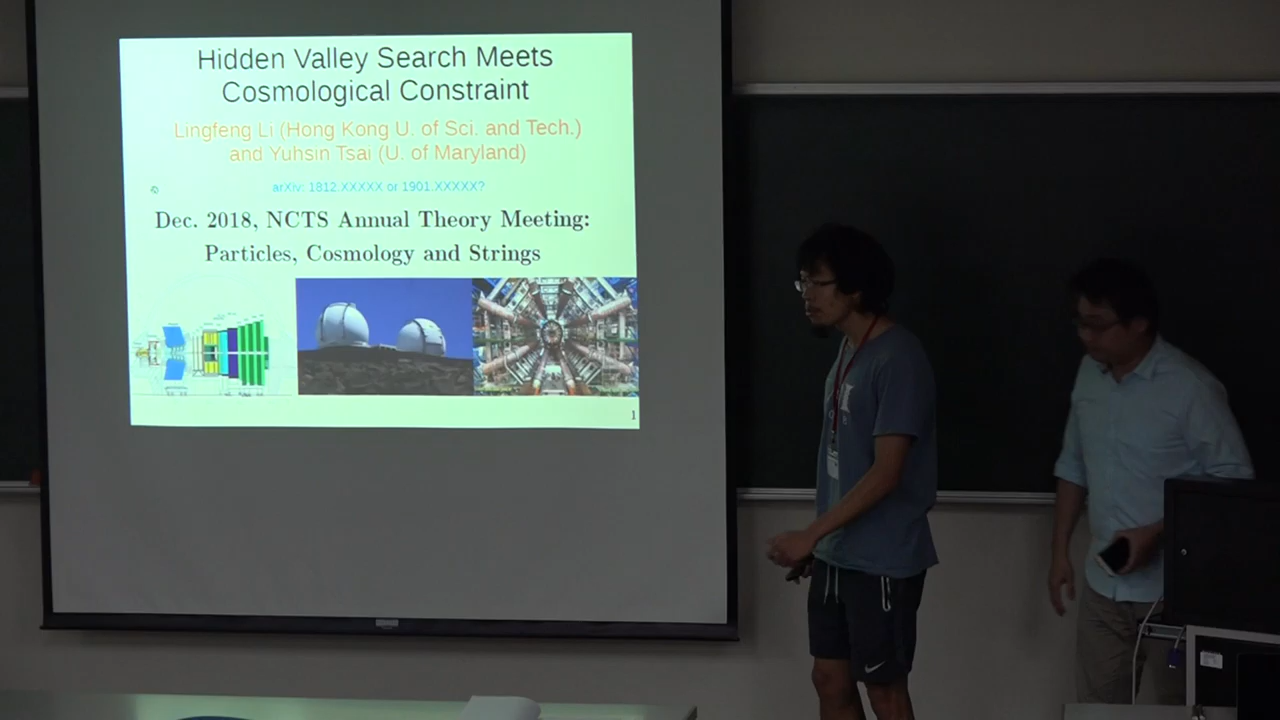 Hidden Valley Search Meets
Cosmological Constraint
Lingfeng Li (Hong Kong U. of Sci. and Tech.)
and Yuhsin Tsai (U. of Maryland)
arXiv: 1812.XXXXX or 1901.XXXXX?
Dec. 2018, NCTS Annual Theory Meeting:
Particles, Cosmology and Strings
1